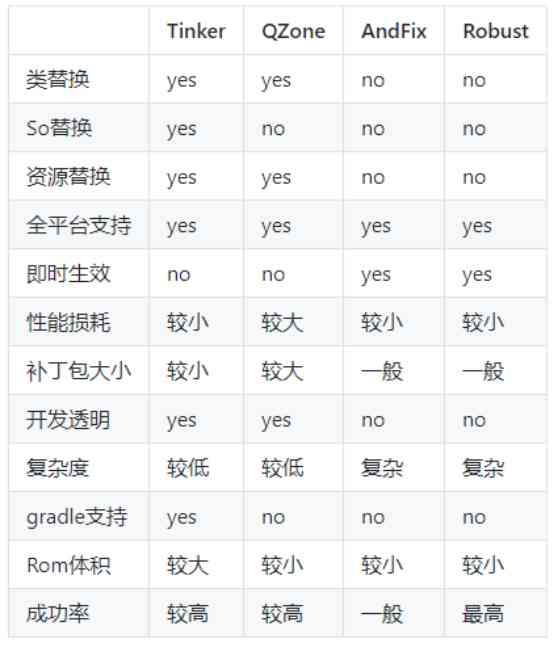 Tinker QZone AndFix Robust
类替换 yes yes no no
So替换 yes no no no
资源替换 yes yes no no
全平台支持 yes yes yes yes
即时生效 no no yes yes
性能损耗 较小 较大 较小 较小
补丁包大小 较小 较大 一般 一般
开发透明 yes yes no no
复杂度 较低 较低 复杂 复杂
gradle支持 yes no no no
Rom体积 较大 较小 较小 较小
成功率 较高 较高 一般 最高